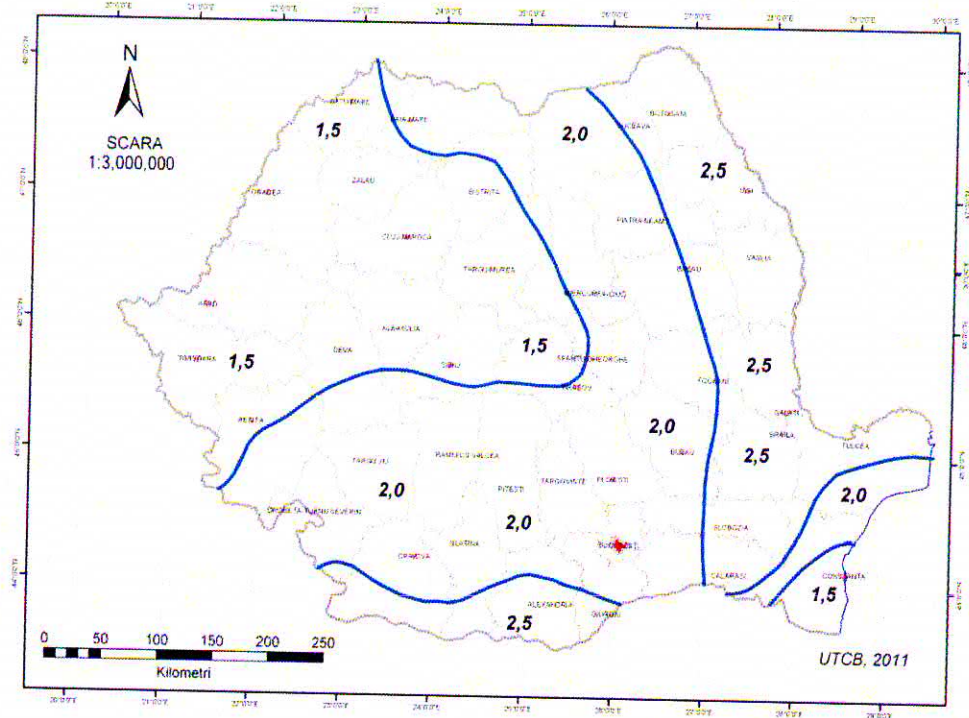 N
SCARA
1:3,000,000
1,5
2,0
2,5
SATU MARE
BAIA MARE
SUCEAVA
BOTOSANI
ORADEA
ZALAU
BISTRITA
IASI
PIATRA NEAMT
CLUJ NAPOCA
TARGU MURES
BACAU
VASLUI
MIERCUREA CIUC
ARAD
ALBA IULIA
TIMISOARA
1,5
DEVA
SIBIU
1,5
SFANTU GHEORGHE
BRASOV
2,5
FOCSANI
RESITA
2,0
GALATI
BRAILA
TULCEA
TARGU JIU
RAMNICU VALCEA
BUZAU
2,5
2,0
PITESTI
TARGOVISTE
PLOIESTI
2,0
DROBETA TURNU SEVERIN
2,0
SLOBOZIA
CRAIOVA
SLATINA
BUCURESTI
CALARASI
CONSTANTA
1,5
ALEXANDRIA
GIURGIU
2,5
0 50 100 150 200 250
Kilometri
UTCB, 2011